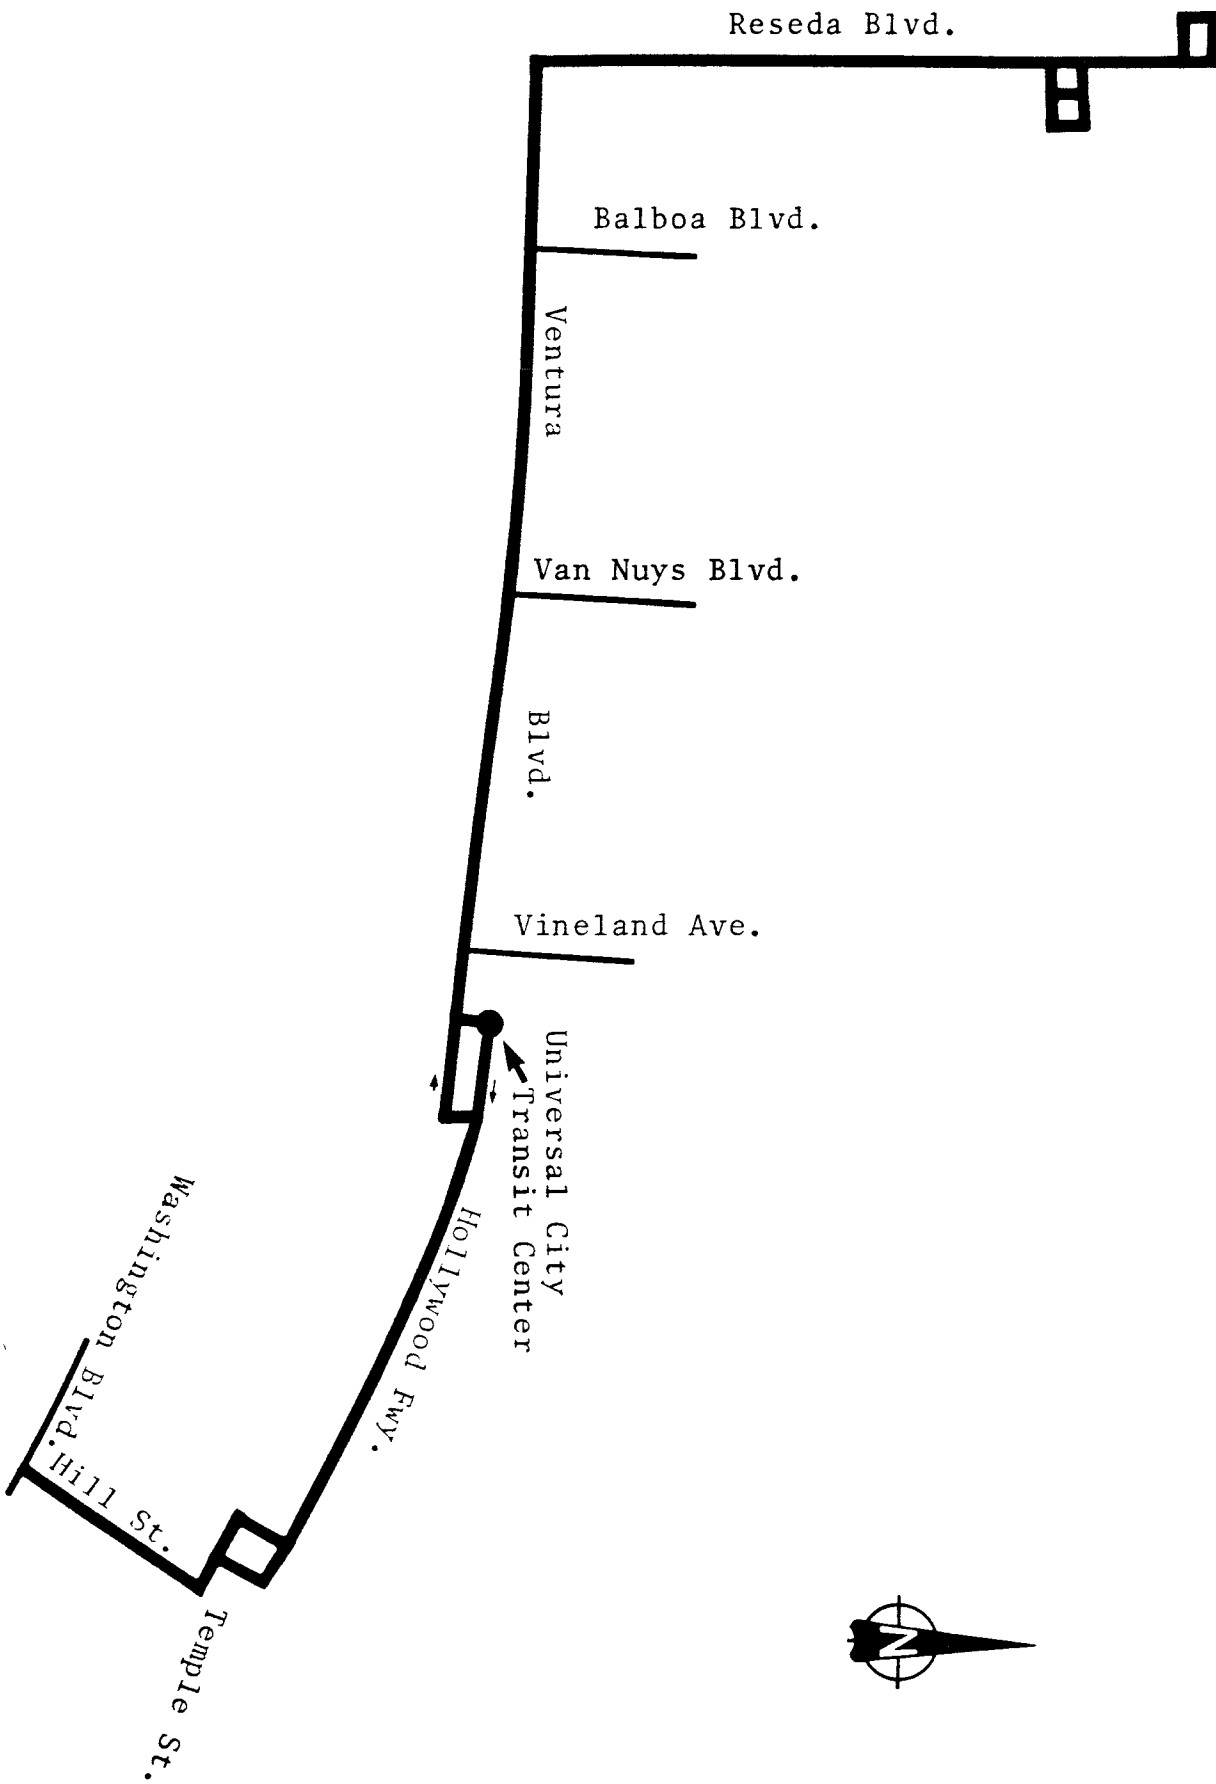 Reseda Blvd.
Balboa Blvd.
Ventura
Van Nuys Blvd.
Blvd.
Vineland Ave.
Universal City
Transit Center
Hollywood Fwy.
Washington Blvd.
Hill St.
Temple St.
N